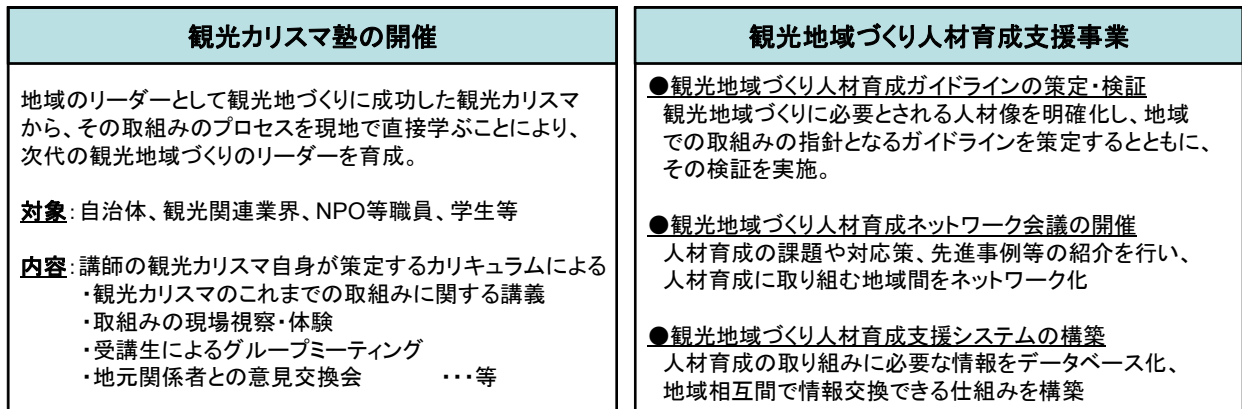 観光カリスマ塾の開催
地域のリーダーとして観光地づくりに成功した観光カリスマ
から、その取組みのプロセスを現地で直接学ぶことにより、
次代の観光地域づくりのリーダーを育成。
対象：自治体、観光関連業界、NPO等職員、学生等
内容：講師の観光カリスマ自身が策定するカリキュラムによる
・観光カリスマのこれまでの取組みに関する講義
・取組みの現場視察・体験
・受講生によるグループミーティング
・地元関係者との意見交換会　　　・・・等
観光地域づくり人材育成支援事業
●観光地域づくり人材育成ガイドラインの策定・検証
観光地域づくりに必要とされる人材像を明確化し、地域
での取組みの指針となるガイドラインを策定するとともに、
その検証を実施。
●観光地域づくり人材育成ネットワーク会議の開催
人材育成の課題や対応策、先進事例等の紹介を行い、
人材育成に取り組む地域間をネットワーク化
●観光地域づくり人材育成支援システムの構築
人材育成の取り組みに必要な情報をデータベース化、
地域相互間で情報交換できる仕組みを構築